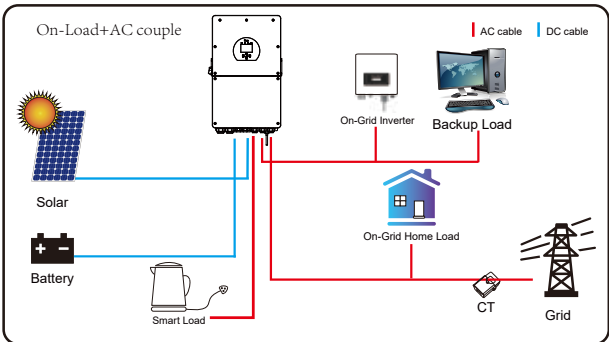 On-Load+AC couple
AC cable
DC cable
On-Grid Inverter
Backup Load
Solar
On-Grid Home Load
Battery
Smart Load
CT
Grid